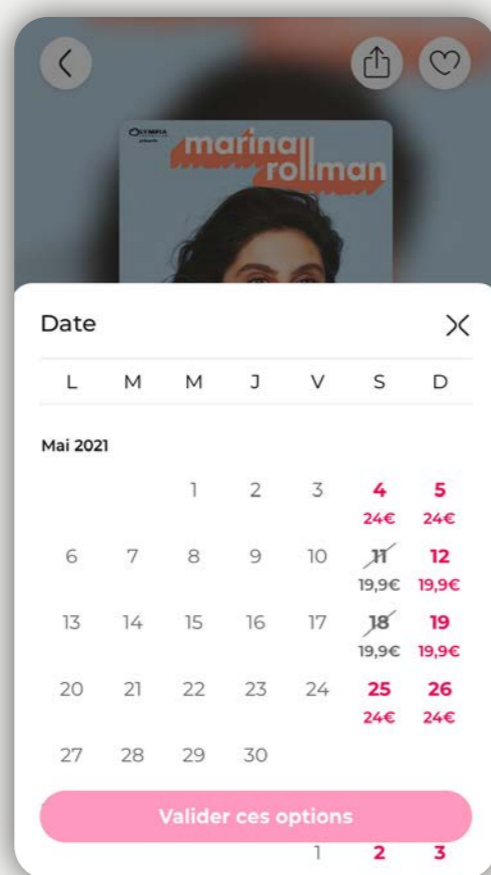 OLYMPIA
marina
rollman
Date
L M M J V S D
Mai 2021
1 2 3 4 5
24€ 24€
6 7 8 9 10 11 12
19,9€ 19,9€
13 14 15 16 17 18 19
19,9€ 19,9€
20 21 22 23 24 25 26
24€ 24€
27 28 29 30
Valider ces options
1 2 3